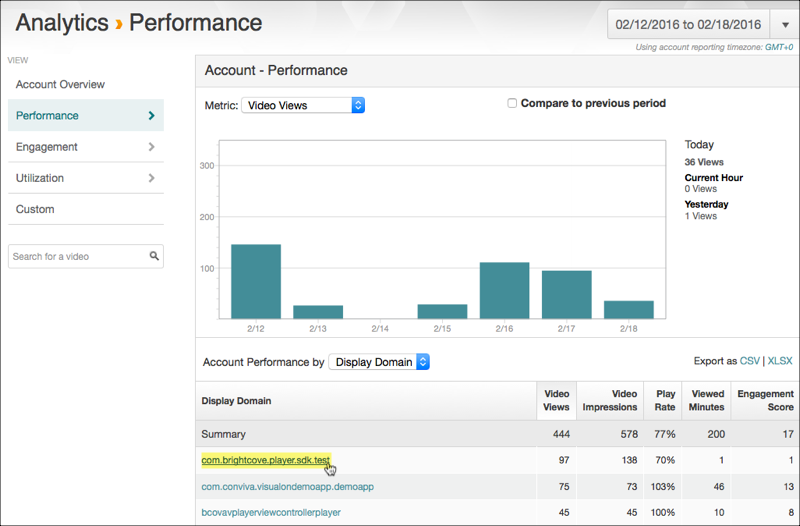 Analytics › Performance
02/12/2016 to 02/18/2016
Using account reporting timezone: GMT+0
VIEW
Account Overview
Performance
Engagement
Utilization
Custom
Search for a video
Account - Performance
Metric: Video Views
Compare to previous period
300
200
100
2/12 2/13 2/14 2/15 2/16 2/17 2/18
Today
36 Views
Current Hour
0 Views
Yesterday
1 Views
Account Performance by Display Domain
Export as CSV | XLSX
Display Domain Video Views Video Impressions Play Rate Viewed Minutes Engagement Score
Summary 444 578 77% 200 17
com.brightcove.player.sdk.test 97 138 70% 1 1
com.conviva.visualondemoapp.demoapp 75 73 103% 46 13
bcovavplayerviewcontrollerplayer 45 45 100% 10 8